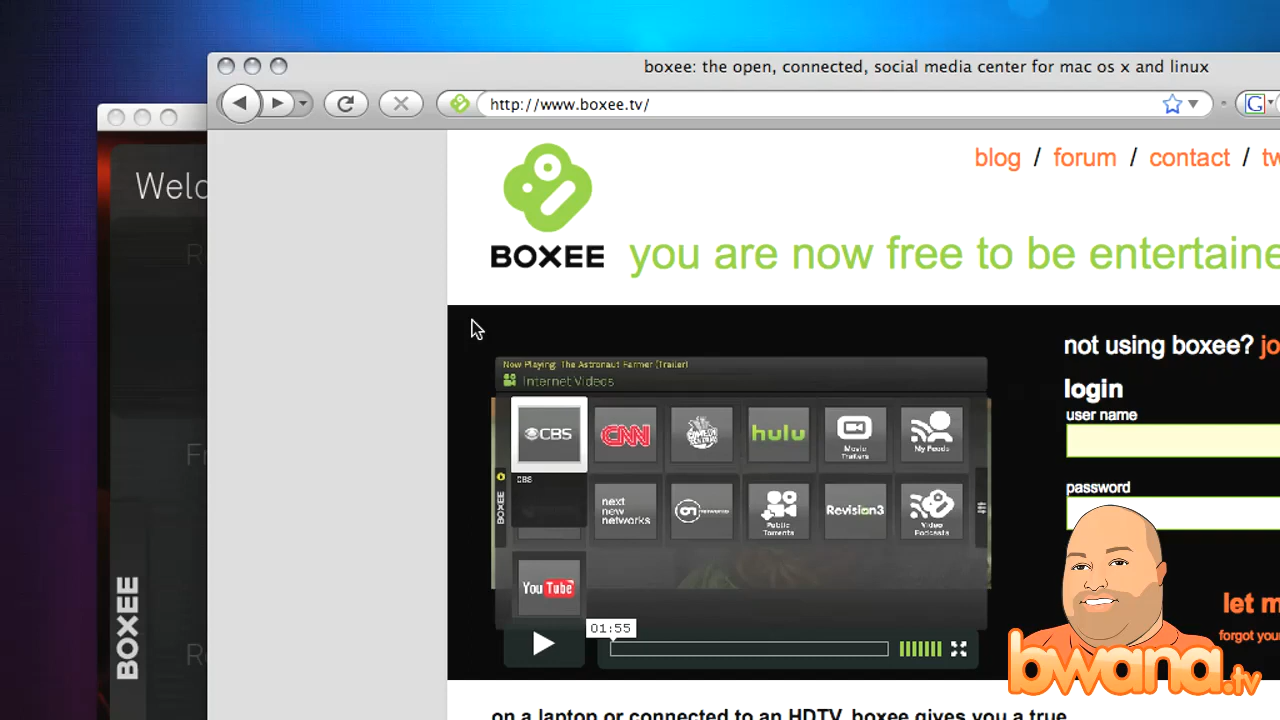 boxee: the open, connected, social media center for mac os x and linux
http://www.boxee.tv/
G
blog / forum / contact / tw
Welc
BOXEE
you are now free to be entertaine
Now Playing: The Astronaut Farmer (Trailer)
Internet Videos
not using boxee? jo
login
user name
CBS
CNN
hulu
Movie
Trailers
My Feeds
CBS
BOXEE
next
new
networks
Public
Torrents
Revision3
Video
Podcasts
password
YouTube
01:55
let m
forgot your
BOXEE
R
Fr
Re
bwana.tv
on a laptop or connected to an HDTV, boxee gives you a true